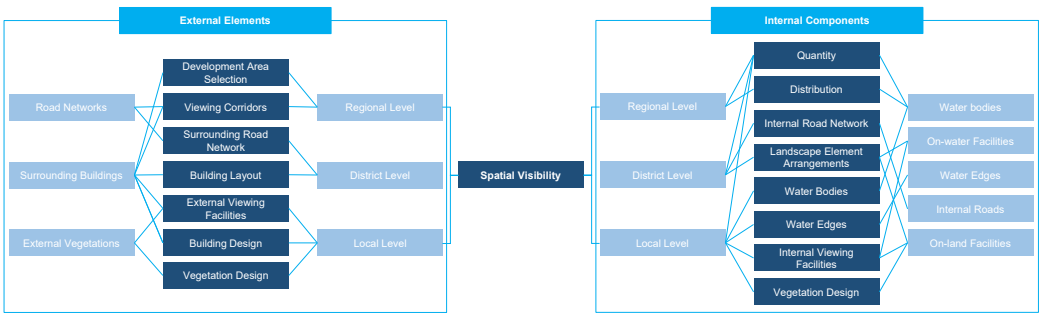 External Elements
Internal Components
Development Area
Selection
Viewing Corridors
Surrounding Road
Network
Building Layout
External Viewing
Facilities
Building Design
Vegetation Design
Road Networks
Surrounding Buildings
External Vegetations
Regional Level
District Level
Local Level
Spatial Visibility
Regional Level
District Level
Local Level
Quantity
Distribution
Internal Road Network
Landscape Element
Arrangements
Water Bodies
Water Edges
Internal Viewing
Facilities
Vegetation Design
Water bodies
On-water Facilities
Water Edges
Internal Roads
On-land Facilities